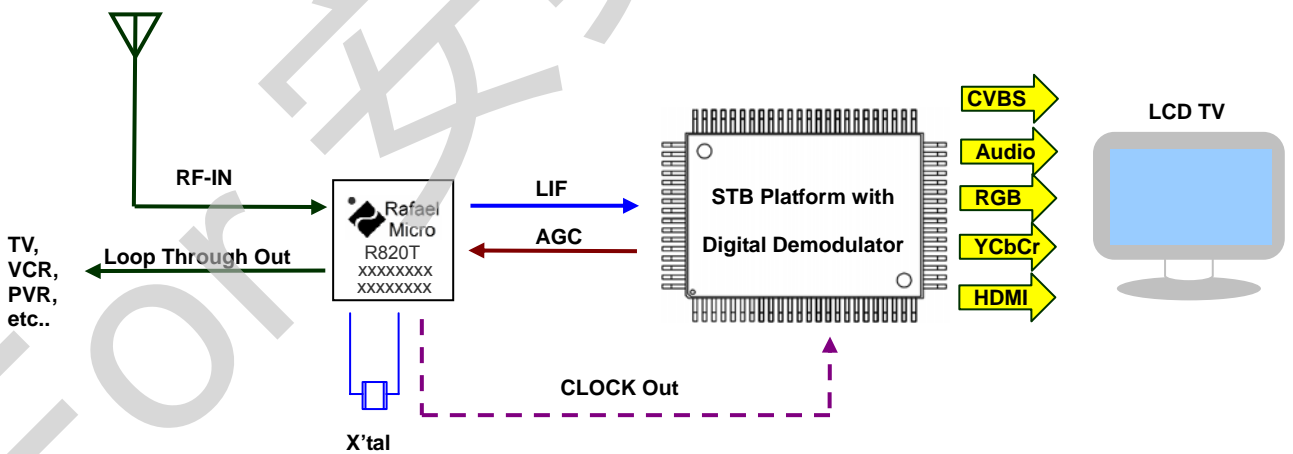 CVBS
LCD TV
Audio
RF-IN
LIF
STB Platform with
RGB
Rafael
Micro
AGC
Digital Demodulator
YCbCr
TV,
VCR,
PVR,
etc..
Loop Through Out
R820T
XXXXXXXX
XXXXXXXX
HDMI
CLOCK Out
X'tal
For